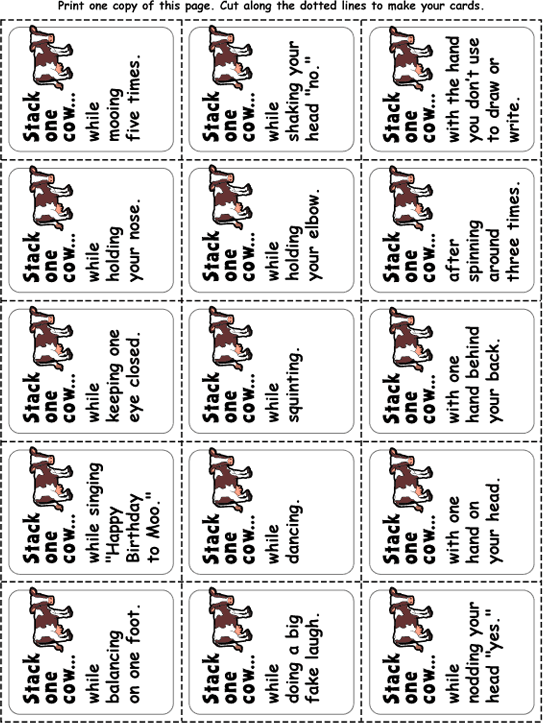 Print one copy of this page. Cut along the dotted lines to make your cards.
Stack
one
cow...
while
mooing
five times.
Stack
one
cow...
while
shaking your
head "no."
Stack
one
cow...
with the hand
you don't use
to draw or
write.
Stack
one
cow...
while
holding
your nose.
Stack
one
cow...
while
holding
your elbow.
Stack
one
cow...
after
spinning
around
three times.
Stack
one
cow...
while
keeping one
eye closed.
Stack
one
cow...
while
squinting.
Stack
one
cow...
with one
hand behind
your back.
Stack
one
cow...
while singing
"Happy
Birthday
to Moo."
Stack
one
cow...
while
dancing.
Stack
one
cow...
with one
hand on
your head.
Stack
one
cow...
while
balancing
on one foot.
Stack
one
cow...
while
doing a big
fake laugh.
Stack
one
cow...
while
nodding your
head "yes."